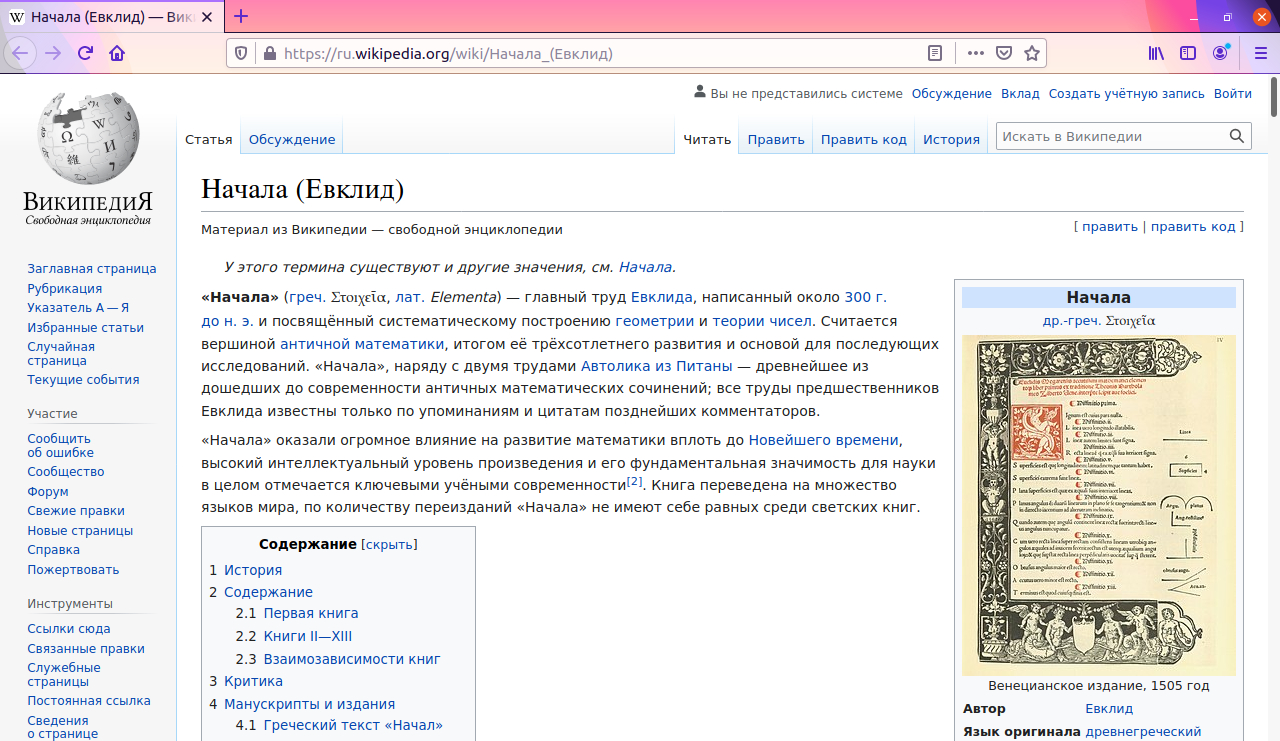 Начала (Евклид) — Вики
https://ru.wikipedia.org/wiki/Начала_(Евклид)
Вы не представились системе Обсуждение Вклад Создать учётную запись Войти
Статья Обсуждение Читать Править Править код История Искать в Википедии
ВикипедиЯ
Свободная энциклопедия
Заглавная страница
Рубрикация
Указатель А — Я
Избранные статьи
Случайная
страница
Текущие события
Участие
Сообщить
об ошибке
Сообщество
Форум
Свежие правки
Новые страницы
Справка
Пожертвовать
Инструменты
Ссылки сюда
Связанные правки
Служебные
страницы
Постоянная ссылка
Сведения
о странице
Начала (Евклид)
Материал из Википедии — свободной энциклопедии
[ править | править код ]
У этого термина существуют и другие значения, см. Начала.
«Начала» (греч. Στοιχεῖα, лат. Elementa) — главный труд Евклида, написанный около 300 г.
до н. э. и посвящённый систематическому построению геометрии и теории чисел. Считается
вершиной античной математики, итогом её трёхсотлетнего развития и основой для последующих
исследований. «Начала», наряду с двумя трудами Автолика из Питаны — древнейшее из
дошедших до современности античных математических сочинений; все труды предшественников
Евклида известны только по упоминаниям и цитатам позднейших комментаторов.
«Начала» оказали огромное влияние на развитие математики вплоть до Новейшего времени,
высокий интеллектуальный уровень произведения и его фундаментальная значимость для науки
в целом отмечается ключевыми учёными современности[2]. Книга переведена на множество
языков мира, по количеству переизданий «Начала» не имеют себе равных среди светских книг.
Содержание [скрыть]
1 История
2 Содержание
2.1 Первая книга
2.2 Книги II—XIII
2.3 Взаимозависимости книг
3 Критика
4 Манускрипты и издания
4.1 Греческий текст «Начал»
Начала
др.-греч. Στοιχεῖα
Венецианское издание, 1505 год
Автор Евклид
Язык оригинала древнегреческий